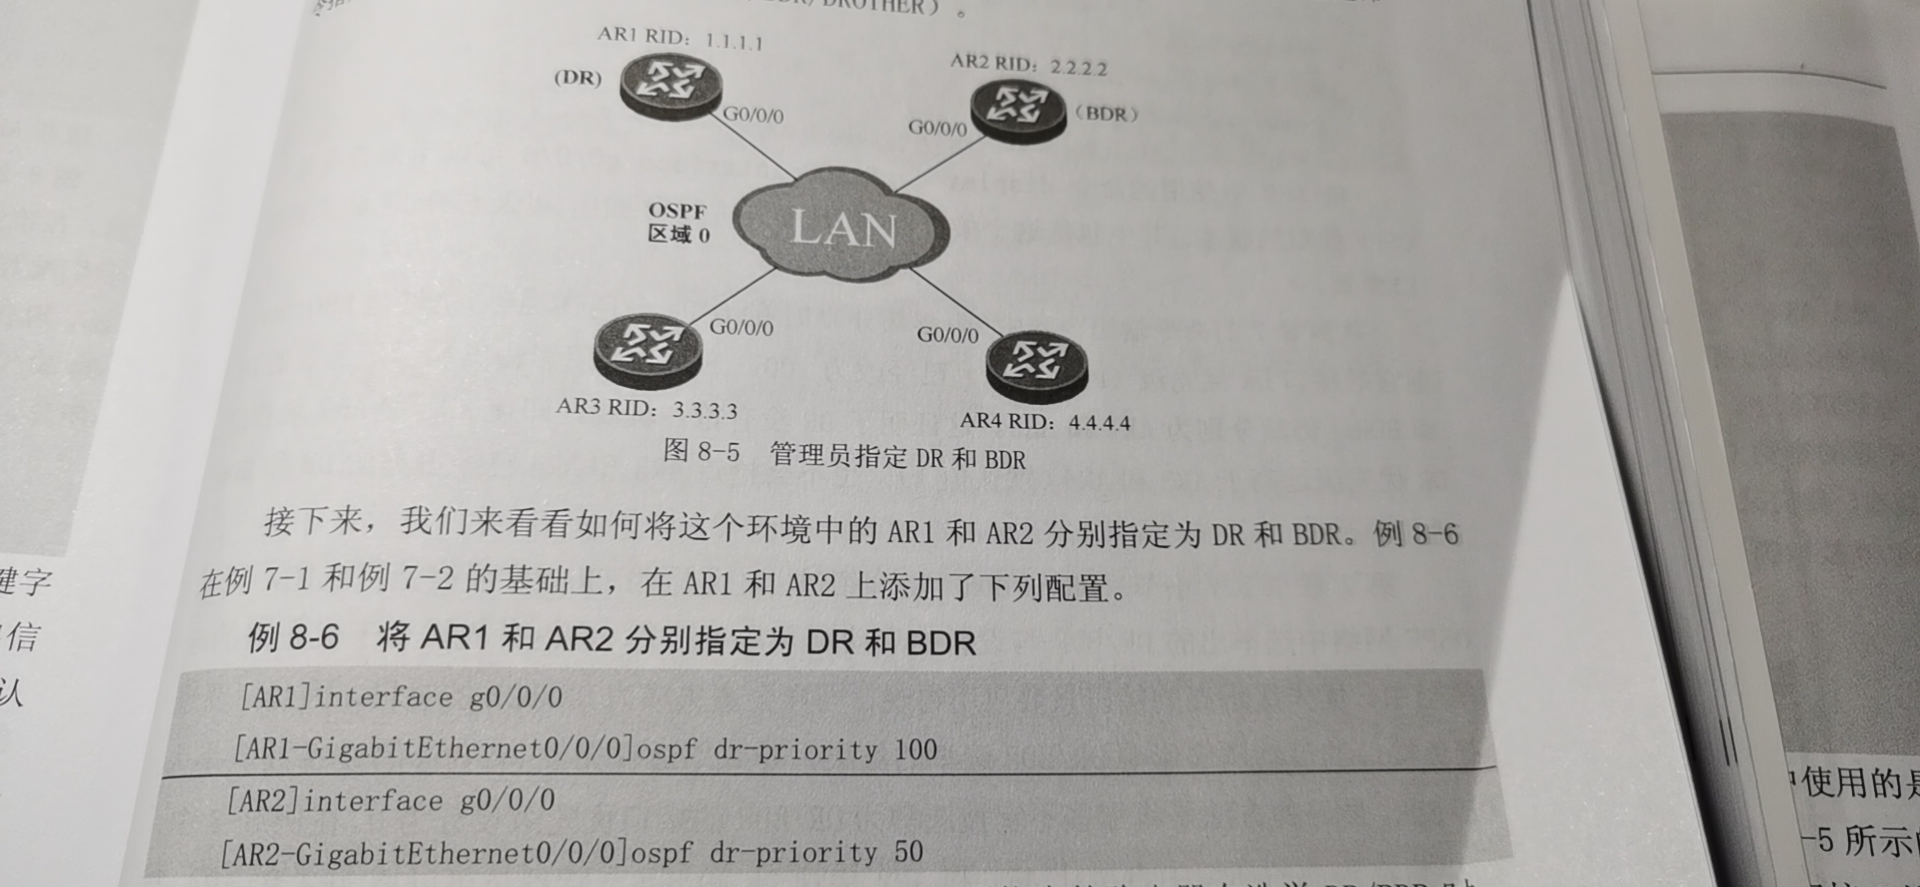 DROTHER）。
AR1 RID：1.1.1.1
(DR)
G0/0/0
AR2 RID：2.2.2.2
（BDR）
G0/0/0
OSPF
区域 0
LAN
G0/0/0
AR3 RID：3.3.3.3
G0/0/0
AR4 RID：4.4.4.4
图 8-5 管理员指定 DR 和 BDR
接下来，我们来看看如何将这个环境中的 AR1 和 AR2 分别指定为 DR 和 BDR。例 8-6
在例 7-1 和例 7-2 的基础上，在 AR1 和 AR2 上添加了下列配置。
例 8-6 将 AR1 和 AR2 分别指定为 DR 和 BDR
[AR1]interface g0/0/0
[AR1-GigabitEthernet0/0/0]ospf dr-priority 100
[AR2]interface g0/0/0
[AR2-GigabitEthernet0/0/0]ospf dr-priority 50
键字
信
认
使用的是
-5 所示